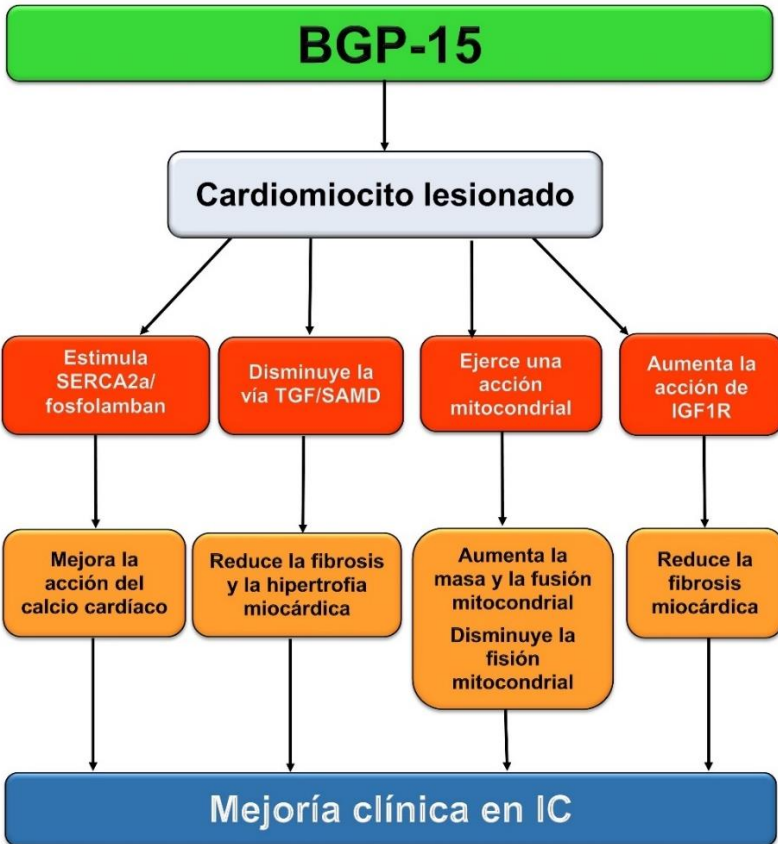 BGP-15
Cardiomiocito lesionado
Estimula
SERCA2a/
fosfolamban
Disminuye la
vía TGF/SAMD
Ejerce una
acción
mitocondrial
Aumenta la
acción de
IGF1R
Mejora la
acción del
calcio cardíaco
Reduce la fibrosis
y la hipertrofia
miocárdica
Aumenta la
masa y la fusión
mitocondrial
Disminuye la
fisión
mitocondrial
Reduce la
fibrosis
miocárdica
Mejoría clínica en IC